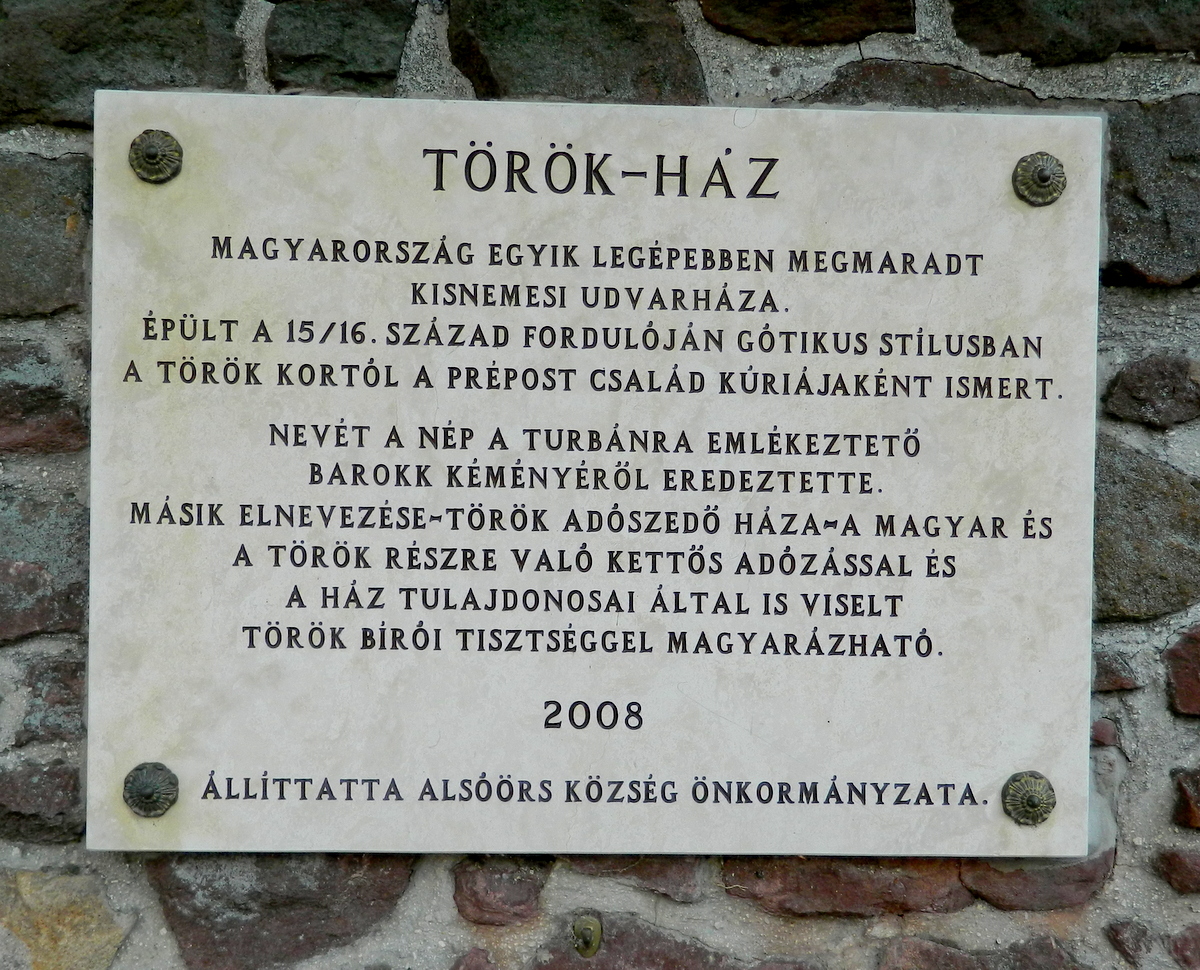 TÖRÖK-HÁZ
MAGYARORSZÁG EGYIK LEGÉPEBBEN MEGMARADT
KISNEMESI UDVARHÁZA.
ÉPÜLT A 15/16. SZÁZAD FORDULÓJÁN GÓTIKUS STÍLUSBAN
A TÖRÖK KORTÓL A PRÉPOST CSALÁD KÚRIÁJAKÉNT ISMERT.
NEVÉT A NÉP A TURBÁNRA EMLÉKEZTETŐ
BAROKK KÉMÉNYÉRŐL EREDEZTETTE.
MÁSIK ELNEVEZÉSE-TÖRÖK ADÓSZEDŐ HÁZA-A MAGYAR ÉS
A TÖRÖK RÉSZRE VALÓ KETTŐS ADÓZÁSSAL ÉS
A HÁZ TULAJDONOSAI ÁLTAL IS VISELT
TÖRÖK BÍRÓI TISZTSÉGGEL MAGYARÁZHATÓ.
2008
ÁLLÍTTATTA ALSÓÖRS KÖZSÉG ÖNKORMÁNYZATA.